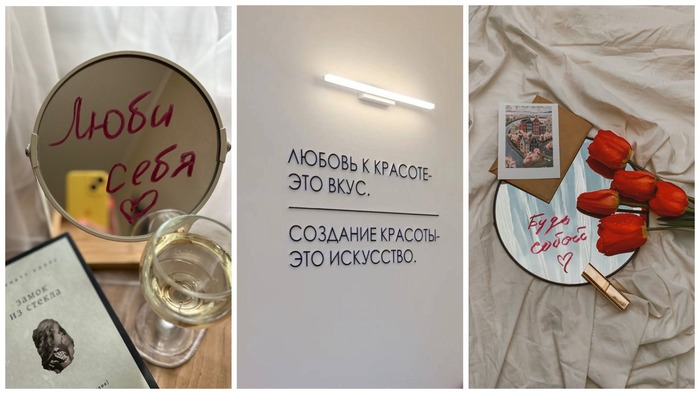 Люби
себя
ЗАМОК
ИЗ СТЕКЛА
ЛЮБОВЬ К КРАСОТЕ-
ЭТО ВКУС.
СОЗДАНИЕ КРАСОТЫ-
ЭТО ИСКУССТВО.
Будь
собой